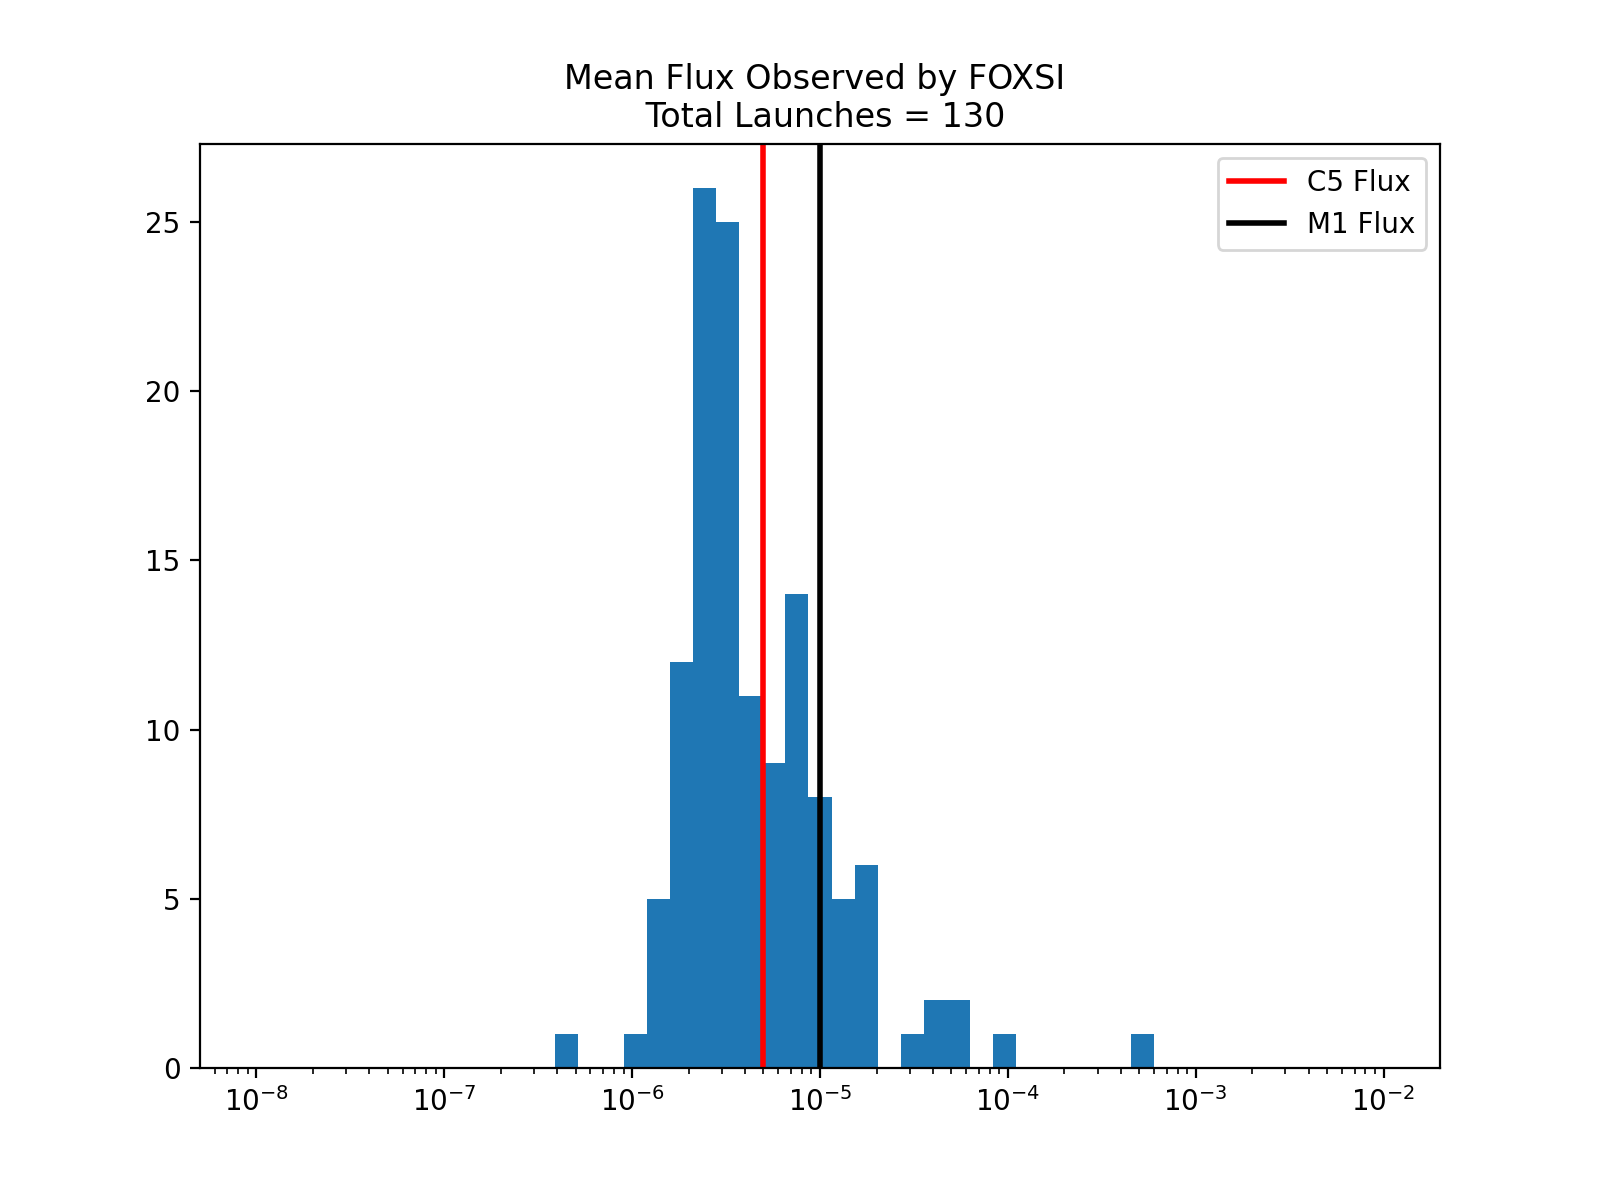 Mean Flux Observed by FOXSI
Total Launches = 130
C5 Flux
M1 Flux
25
20
15
10
5
0
10⁻⁸ 10⁻⁷ 10⁻⁶ 10⁻⁵ 10⁻⁴ 10⁻³ 10⁻²